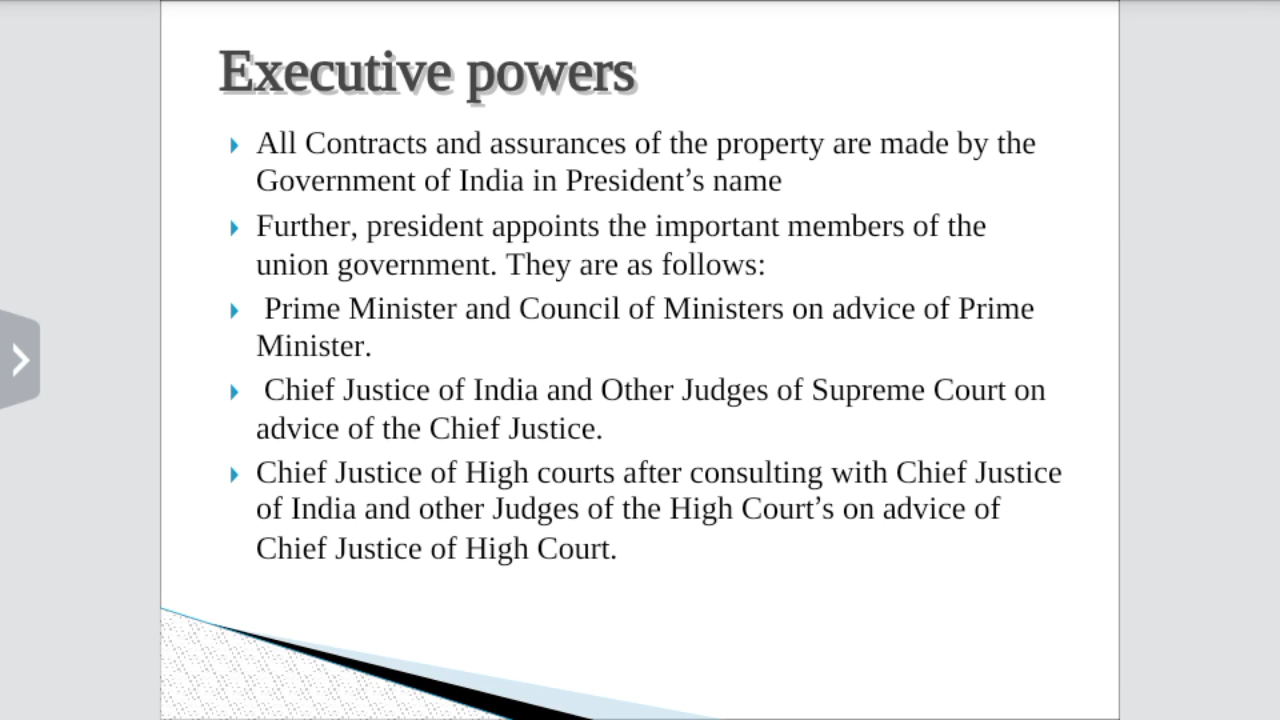 Executive powers
All Contracts and assurances of the property are made by the
Government of India in President’s name
Further, president appoints the important members of the
union government. They are as follows:
Prime Minister and Council of Ministers on advice of Prime
Minister.
Chief Justice of India and Other Judges of Supreme Court on
advice of the Chief Justice.
Chief Justice of High courts after consulting with Chief Justice
of India and other Judges of the High Court’s on advice of
Chief Justice of High Court.